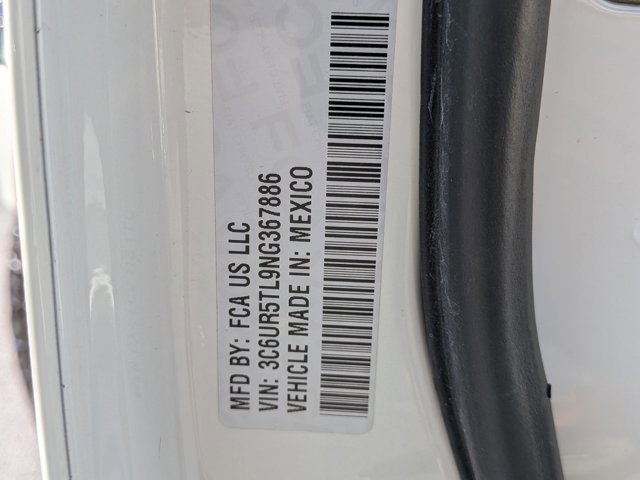 MFD BY: FCA US LLC
VIN: 3C6UR5TL9NG367886
VEHICLE MADE IN: MEXICO